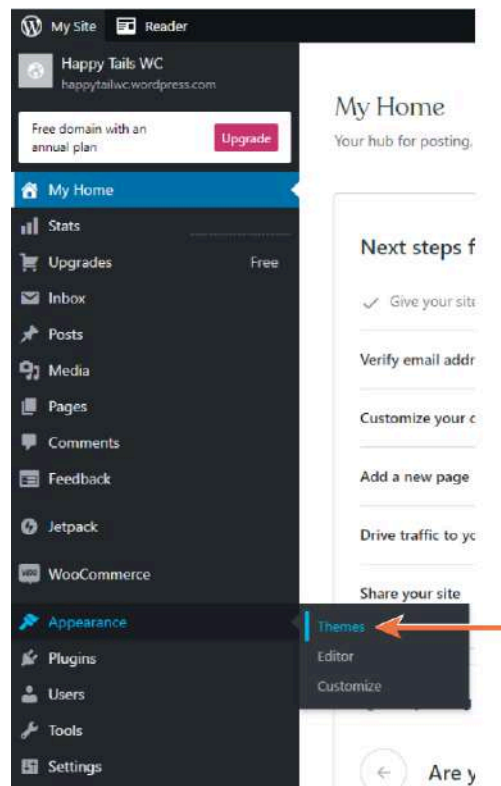 My Site Reader
Happy Tails WC
happytailwc.wordpress.com
Free domain with an
annual plan
Upgrade
My Home
Stats
Upgrades Free
Inbox
Posts
Media
Pages
Comments
Feedback
Jetpack
WooCommerce
Appearance
Plugins
Users
Tools
Settings
Themes
Editor
Customize
My Home
Your hub for posting,
Next steps f
Give your site
Verify email addr
Customize your
Add a new page
Drive traffic to yo
Share your site
Are y